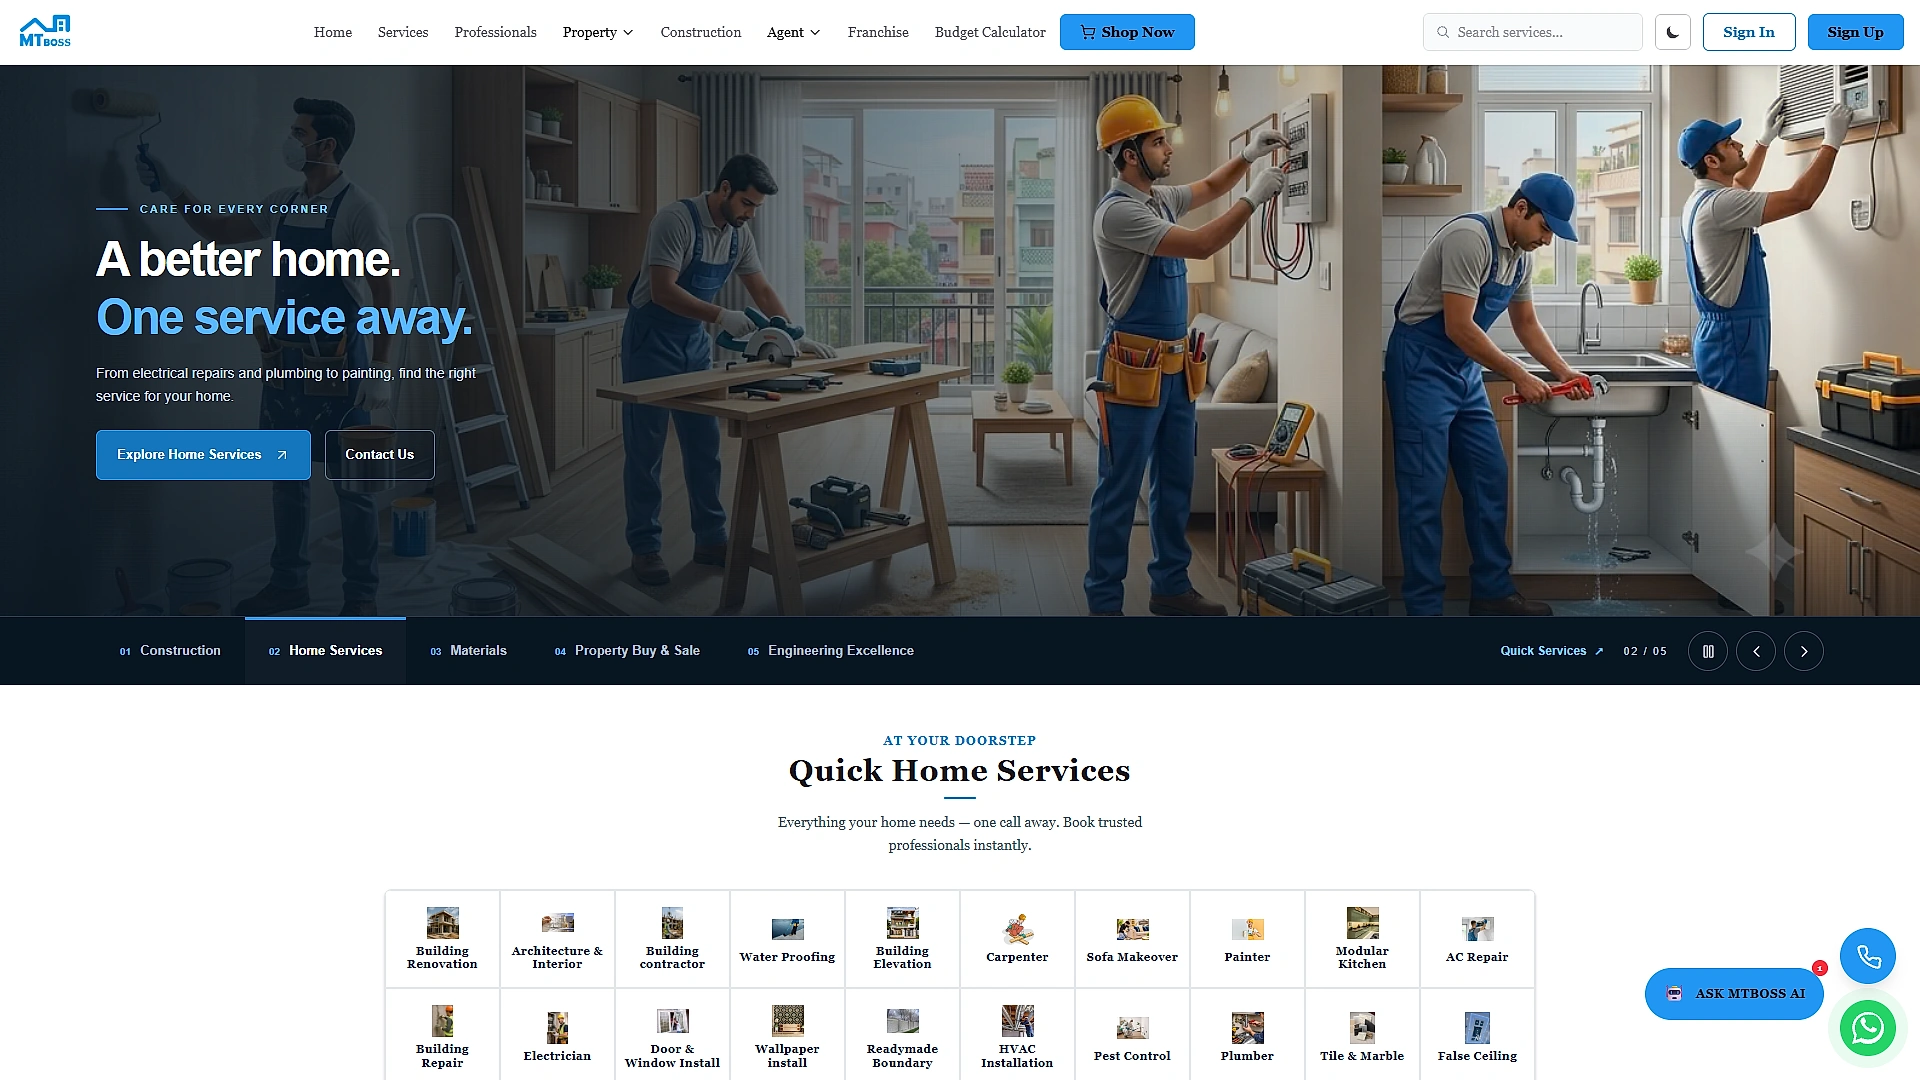 MTBOSS
Home
Services
Professionals
Property
Construction
Agent
Franchise
Budget Calculator
Shop Now
Search services...
Sign In
Sign Up
CARE FOR EVERY CORNER
A better home.
One service away.
From electrical repairs and plumbing to painting, find the right
service for your home.
Explore Home Services
Contact Us
01 Construction
02 Home Services
03 Materials
04 Property Buy & Sale
05 Engineering Excellence
Quick Services
02 / 05
AT YOUR DOORSTEP
Quick Home Services
Everything your home needs — one call away. Book trusted
professionals instantly.
Building
Renovation
Architecture &
Interior
Building
contractor
Water Proofing
Building
Elevation
Carpenter
Sofa Makeover
Painter
Modular
Kitchen
AC Repair
Building
Repair
Electrician
Door &
Window Install
Wallpaper
install
Readymade
Boundary
HVAC
Installation
Pest Control
Plumber
Tile & Marble
False Ceiling
1
ASK MTBOSS AI